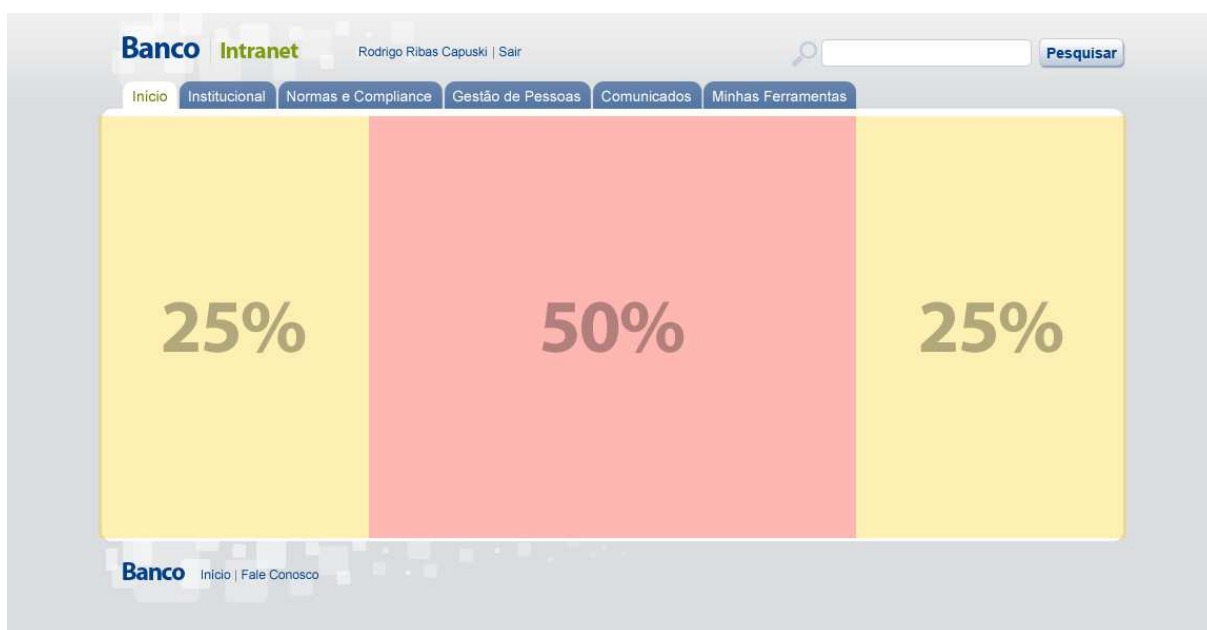 Banco Intranet Rodrigo Ribas Capuski | Sair Pesquisar
Início Institucional Normas e Compliance Gestão de Pessoas Comunicados Minhas Ferramentas
25% 50% 25%
Banco Início | Fale Conosco